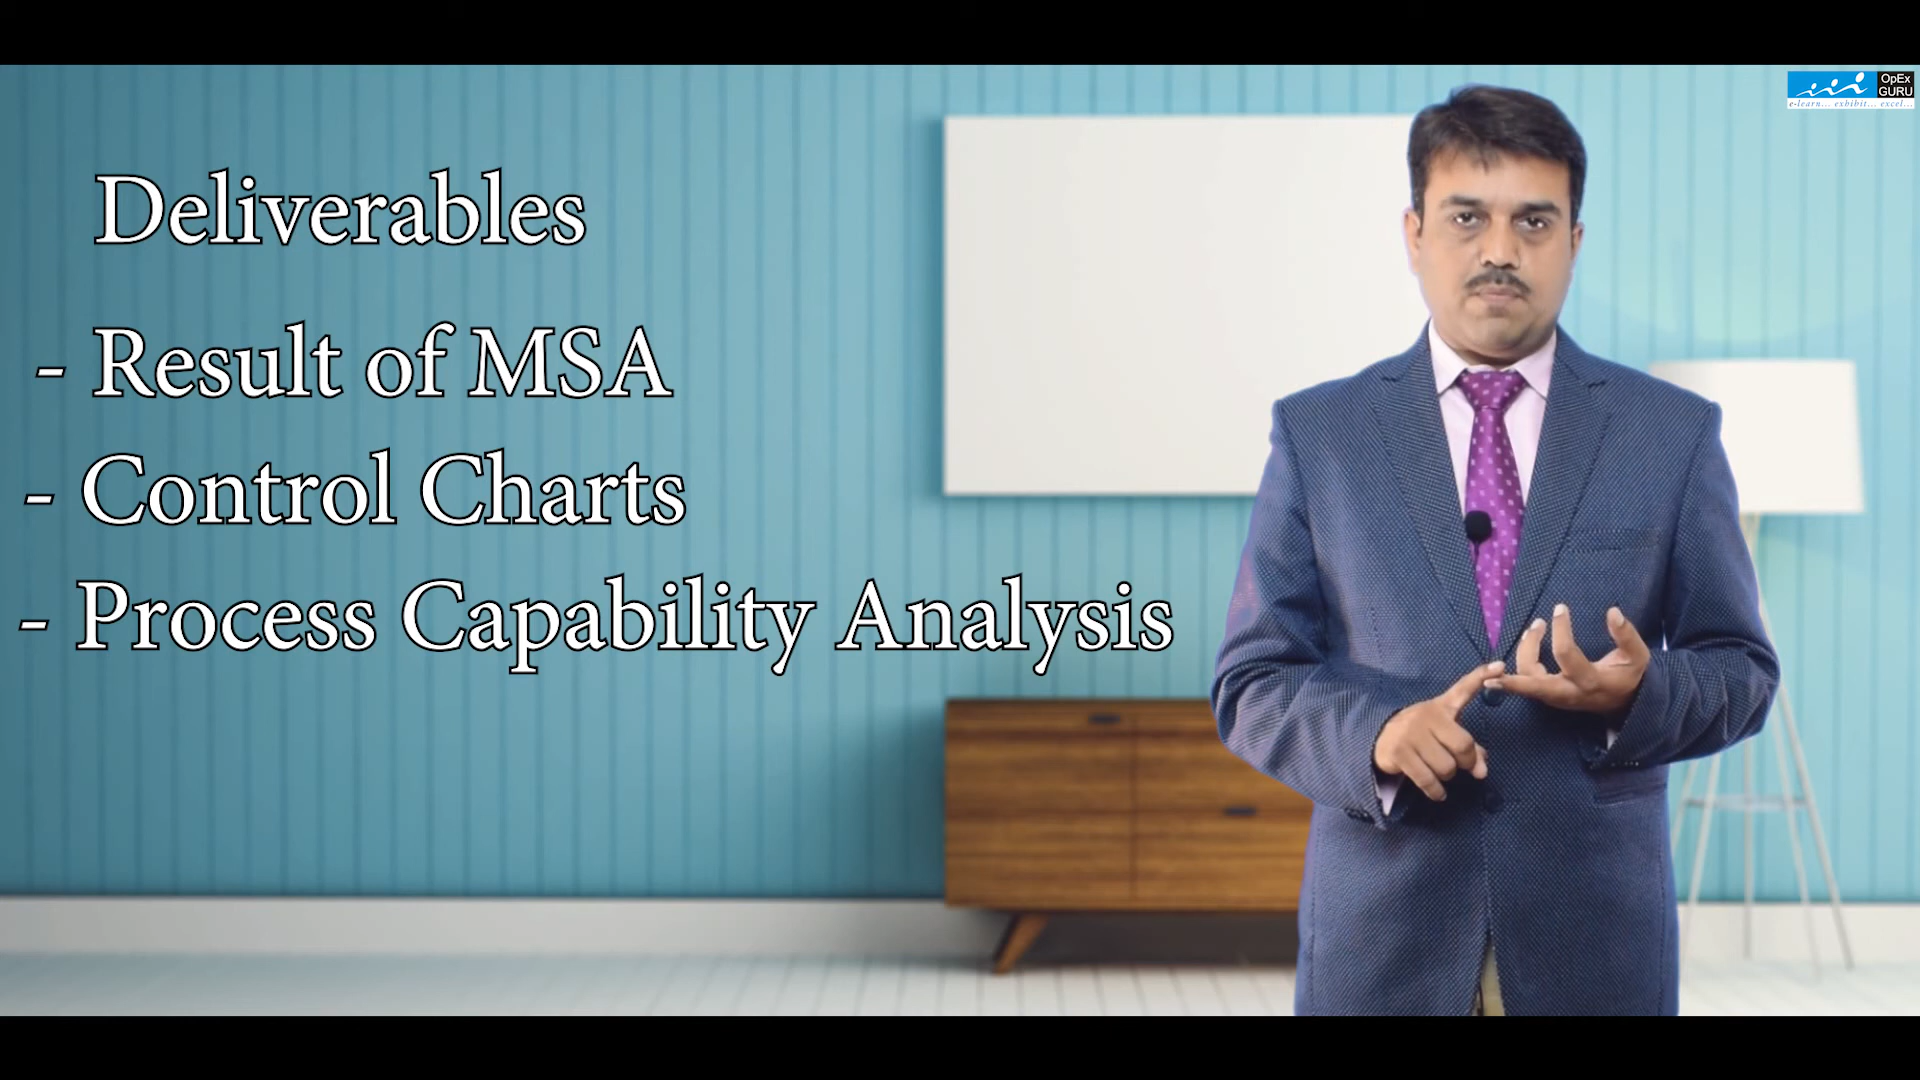 OpEx
GURU
e-learn... exhibit... excel...
Deliverables
- Result of MSA
- Control Charts
- Process Capability Analysis